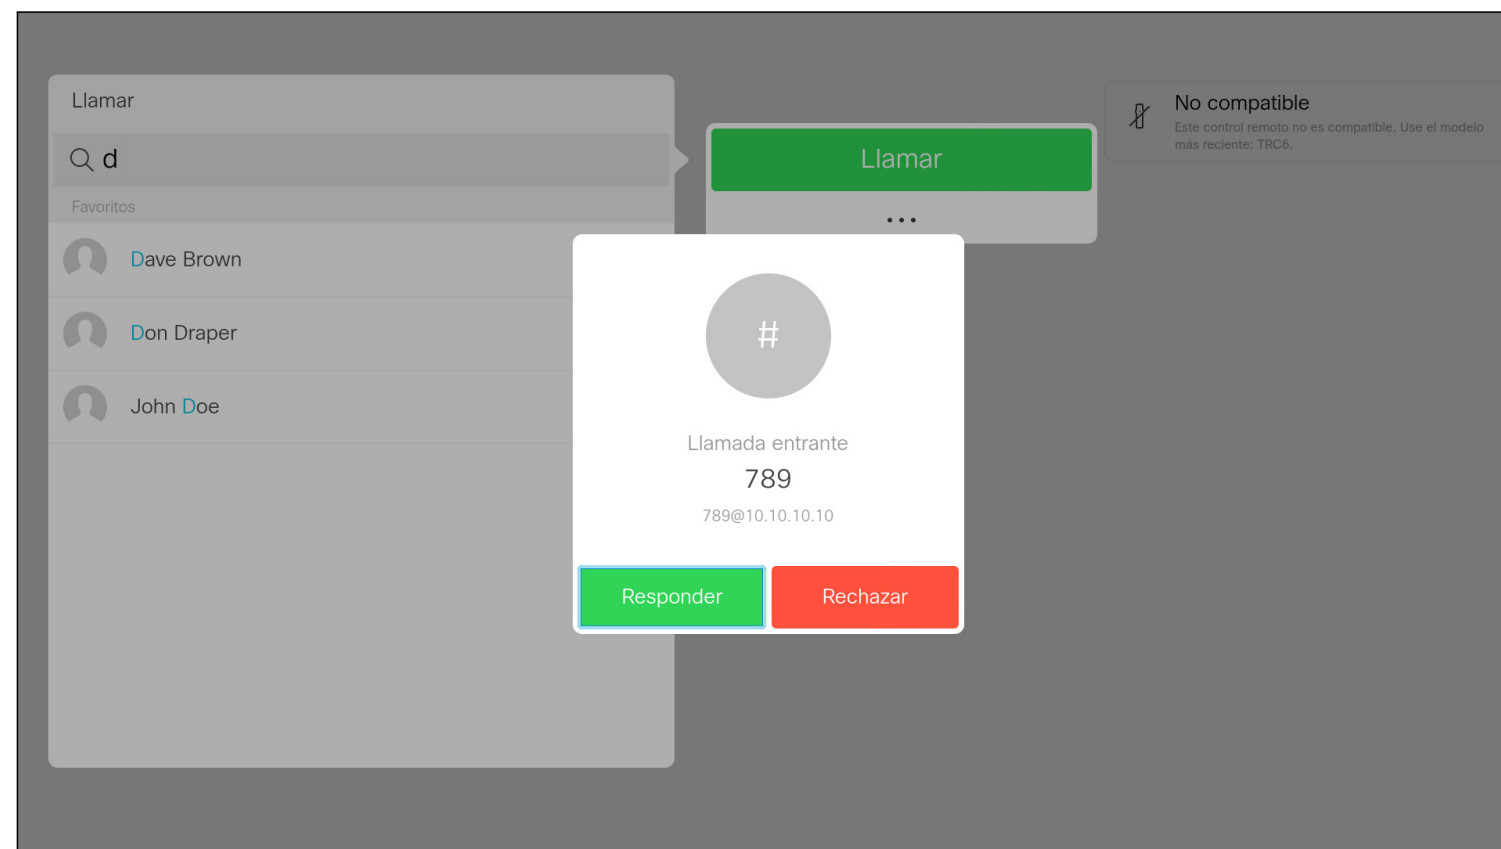 Llamar
d
Favoritos
Dave Brown
Don Draper
John Doe
Llamar
...
No compatible
Este control remoto no es compatible. Use el modelo
más reciente: TRC6.
#
Llamada entrante
789
789@10.10.10.10
Responder
Rechazar